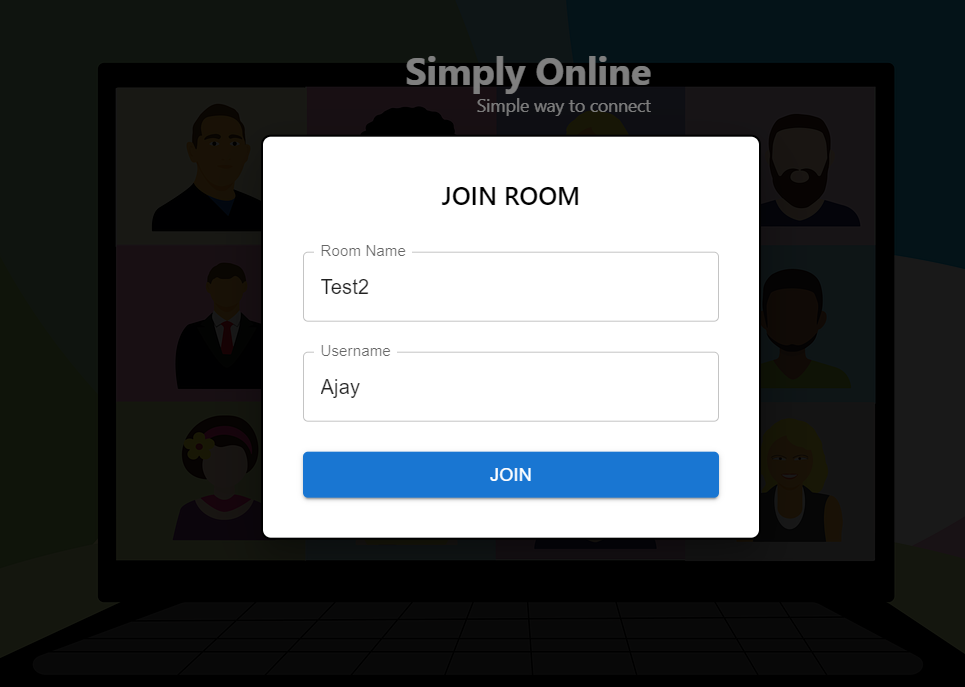 Simply Online
Simple way to connect
JOIN ROOM
Room Name
Test2
Username
Ajay
JOIN